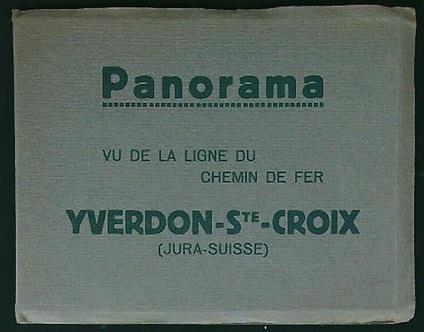 Panorama
VU DE LA LIGNE DU
CHEMIN DE FER
YVERDON-STE-CROIX
(JURA-SUISSE)